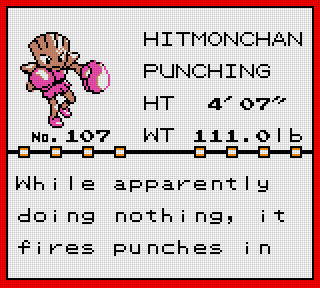 HITMONCHAN
PUNCHING
HT 4′07″
No.107 WT 111.0lb
While apparently
doing nothing, it
fires punches in